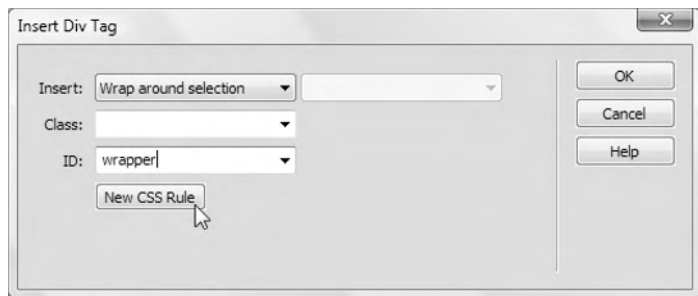 Insert Div Tag
Insert: Wrap around selection
OK
Class:
Cancel
ID: wrapper
Help
New CSS Rule